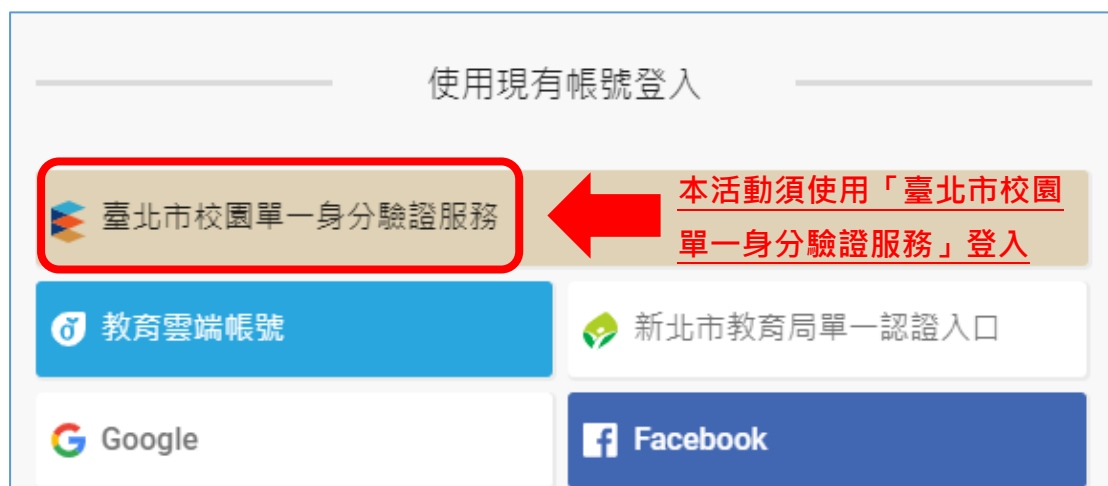 使用現有帳號登入
臺北市校園單一身分驗證服務
本活動須使用「臺北市校園
單一身分驗證服務」登入
教育雲端帳號
新北市教育局單一認證入口
Google
Facebook